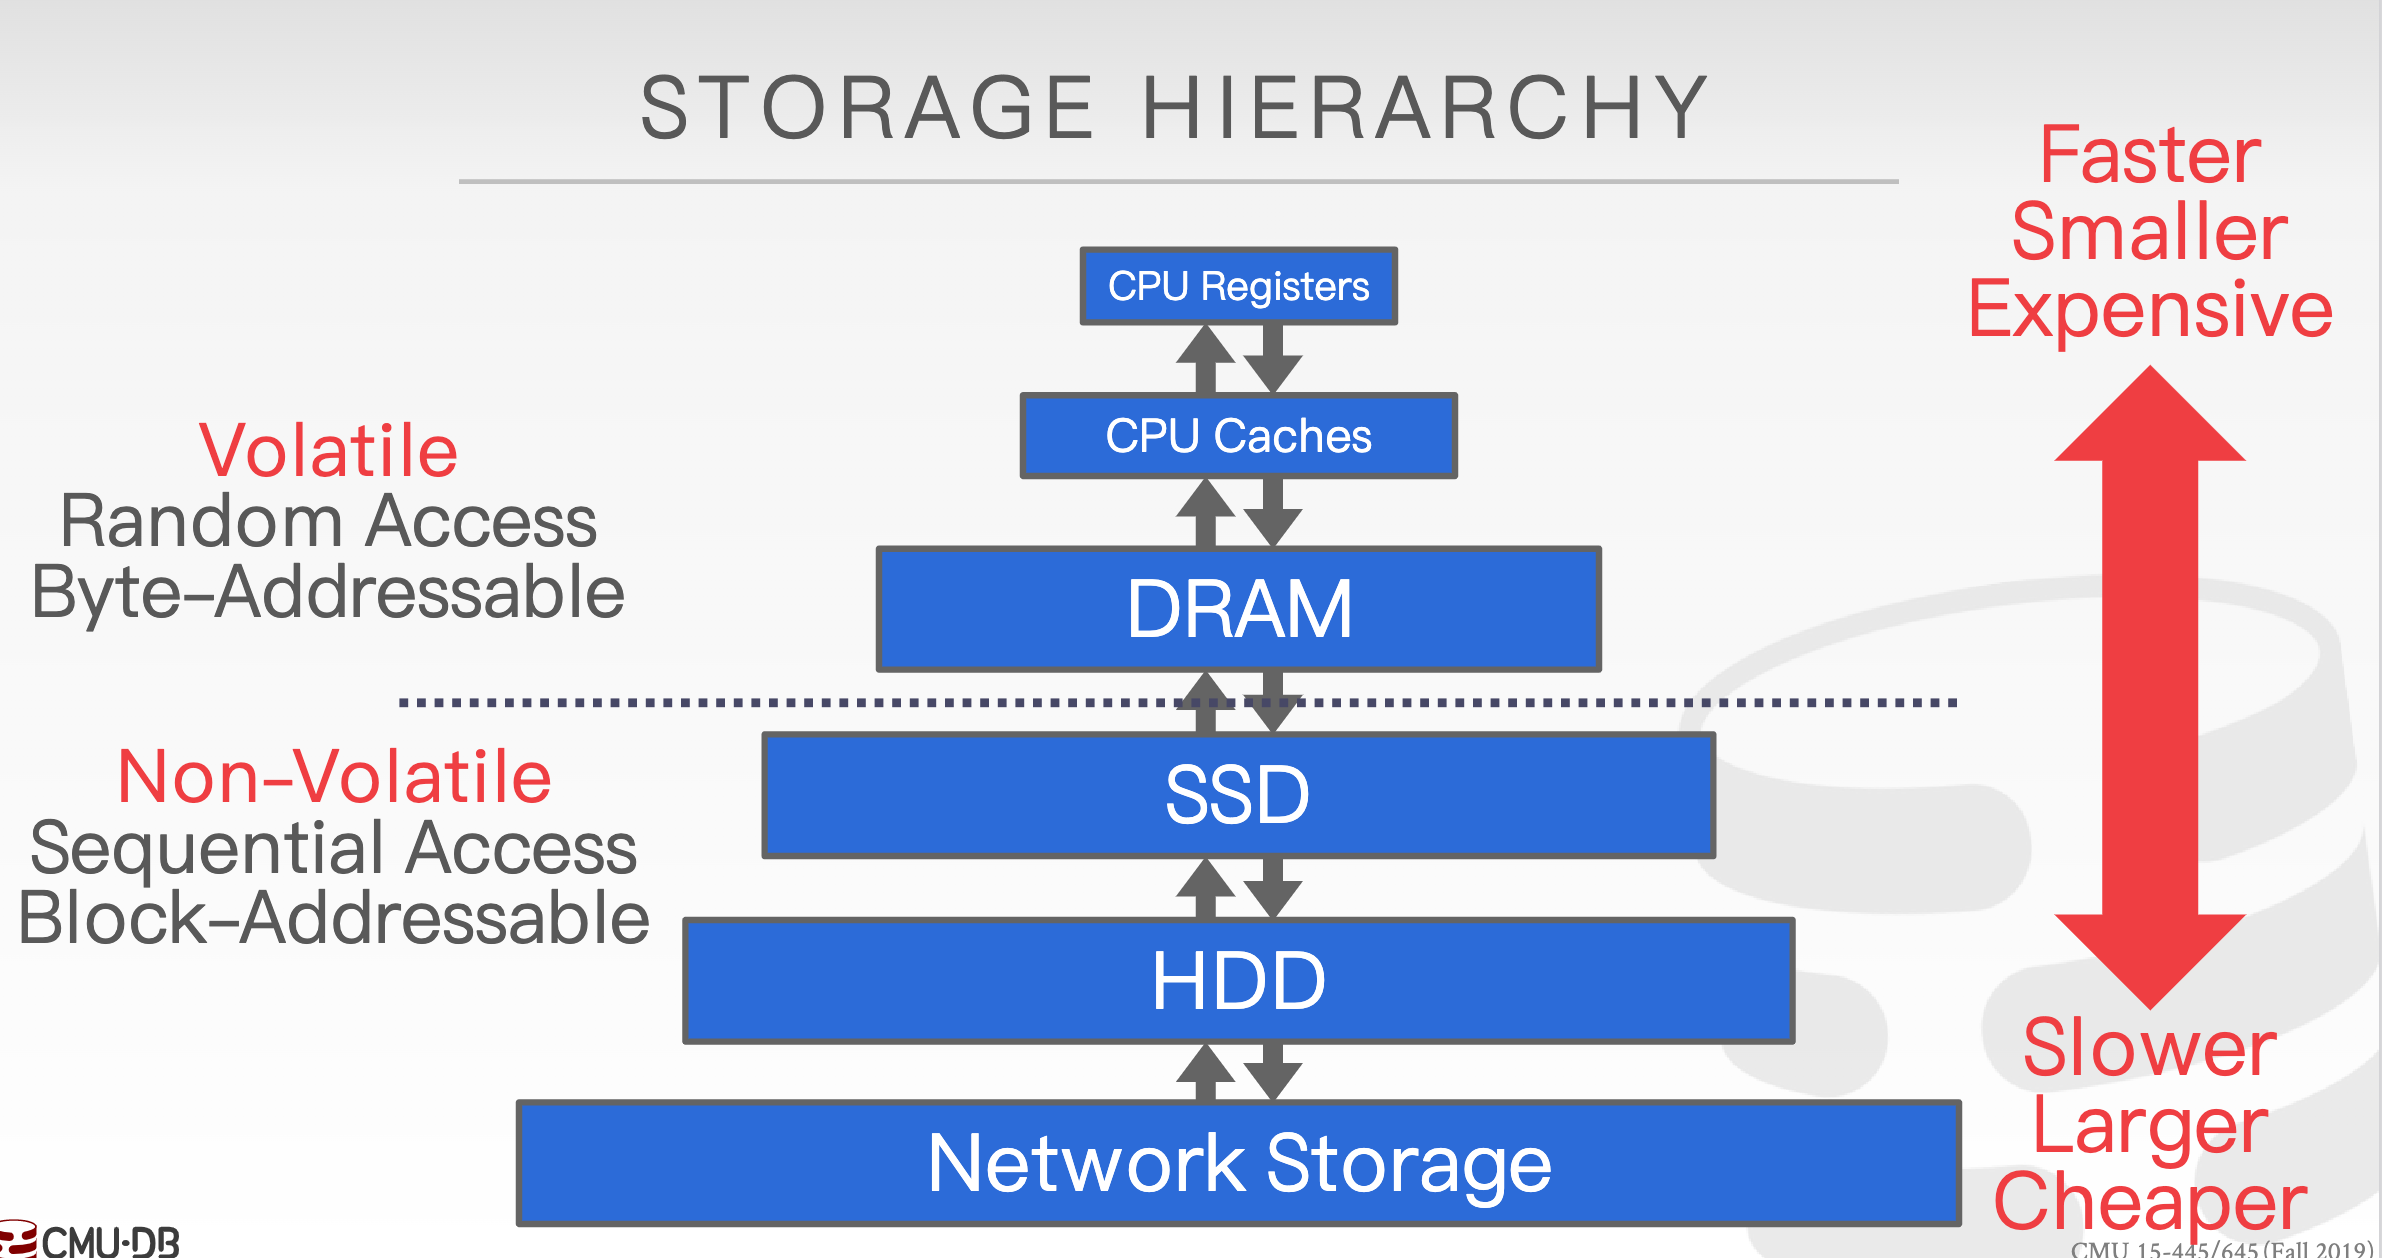 STORAGE HIERARCHY
Faster
Smaller
Expensive
CPU Registers
CPU Caches
Volatile
Random Access
Byte-Addressable
DRAM
Non-Volatile
Sequential Access
Block-Addressable
SSD
HDD
Network Storage
Slower
Larger
Cheaper
CMU·DB
CMU 15-445/645 (Fall 2019)